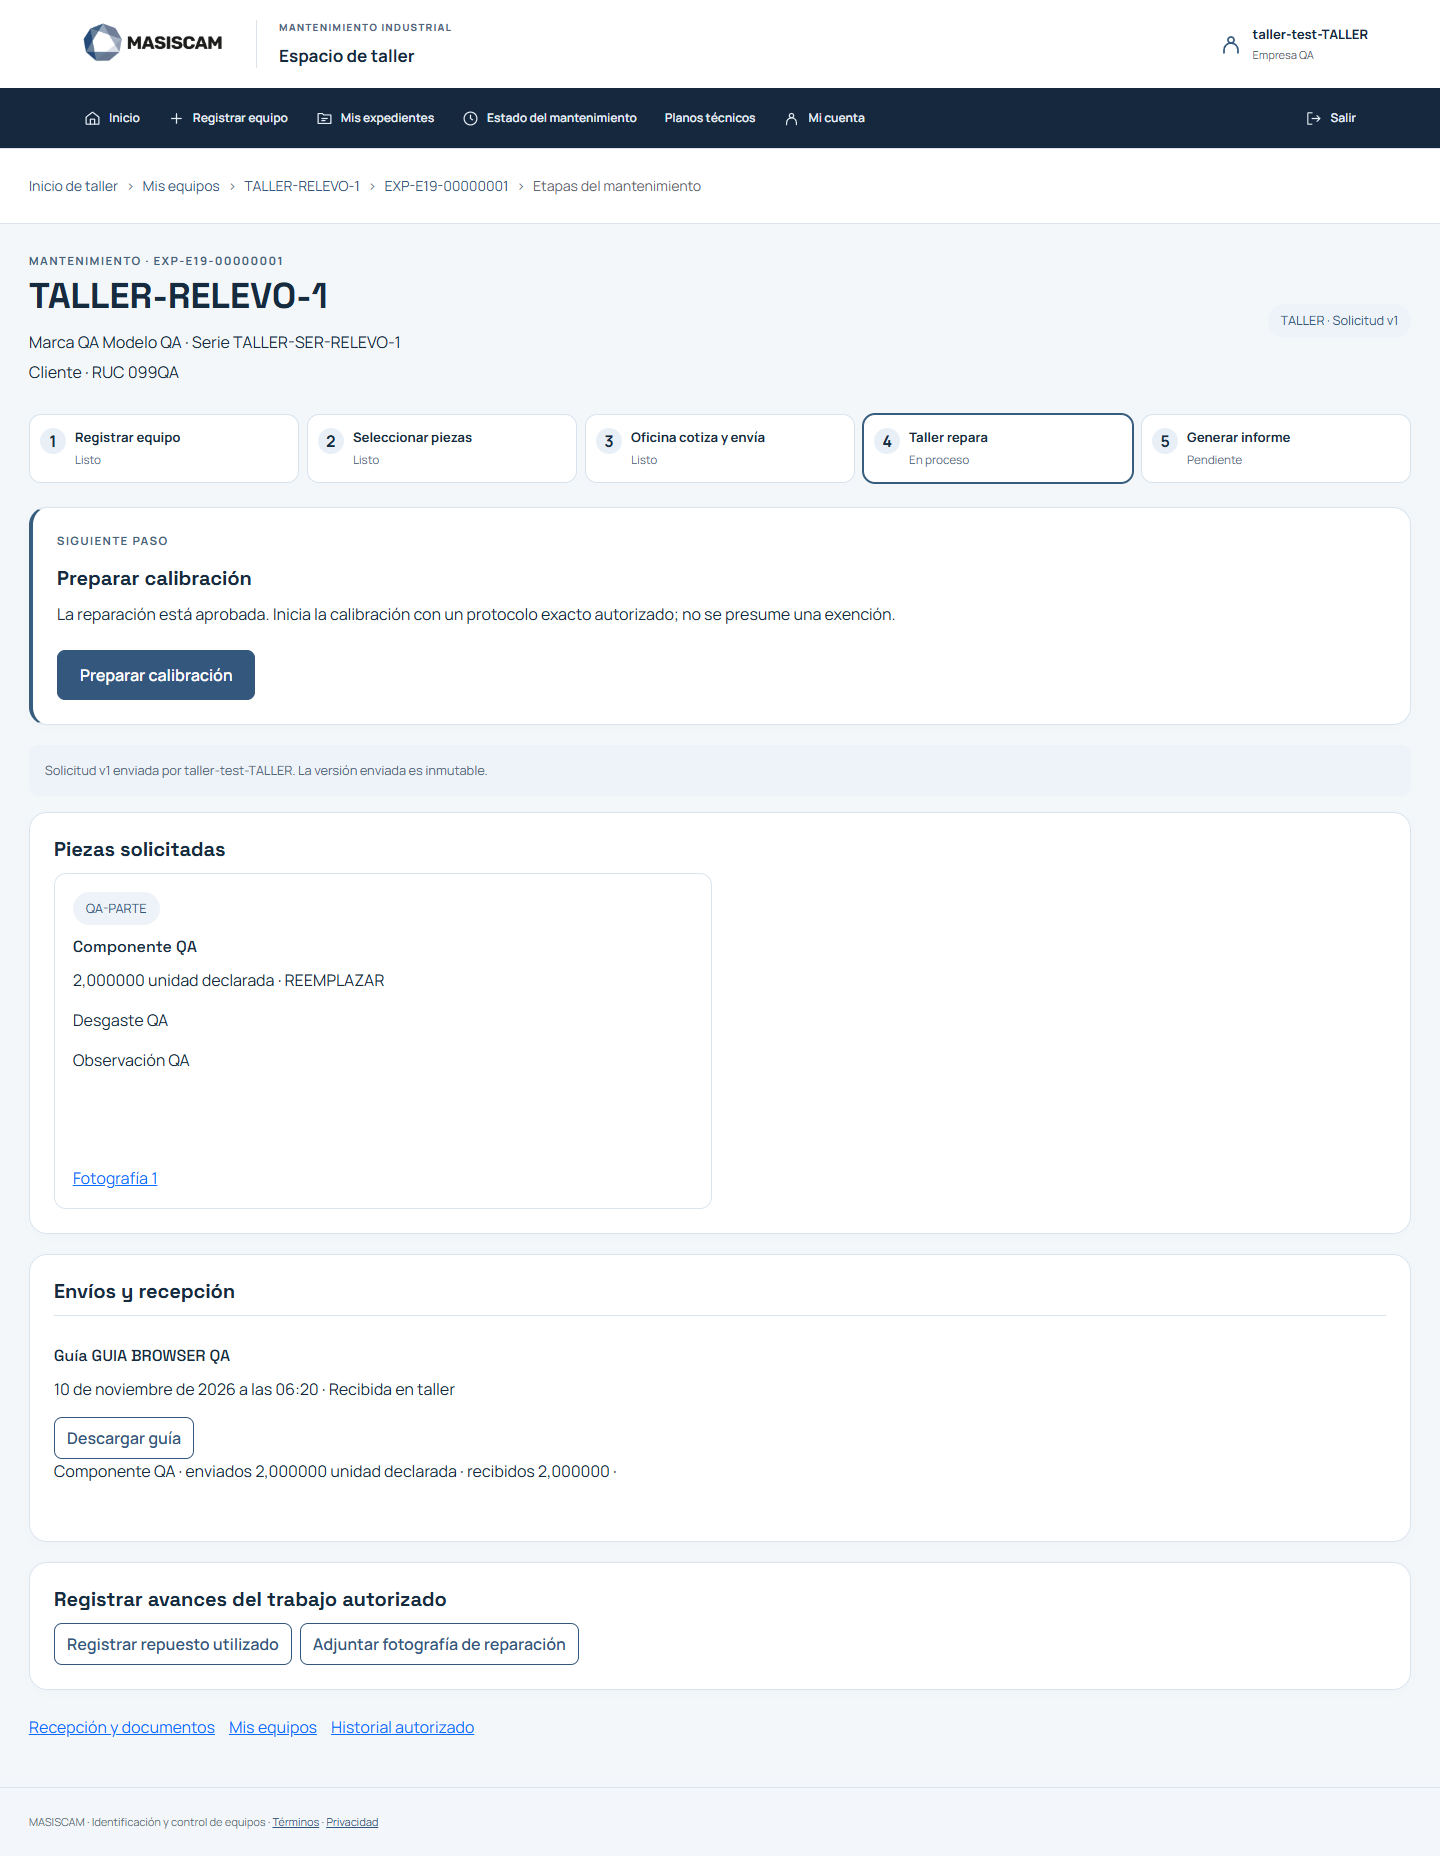 MASISCAM
MANTENIMIENTO INDUSTRIAL
Espacio de taller
taller-test-TALLER
Empresa QA
Inicio
Registrar equipo
Mis expedientes
Estado del mantenimiento
Planos técnicos
Mi cuenta
Salir
Inicio de taller › Mis equipos › TALLER-RELEVO-1 › EXP-E19-00000001 › Etapas del mantenimiento
MANTENIMIENTO · EXP-E19-00000001
TALLER-RELEVO-1
Marca QA Modelo QA · Serie TALLER-SER-RELEVO-1
Cliente · RUC 099QA
TALLER · Solicitud v1
1 Registrar equipo
Listo
2 Seleccionar piezas
Listo
3 Oficina cotiza y envía
Listo
4 Taller repara
En proceso
5 Generar informe
Pendiente
SIGUIENTE PASO
Preparar calibración
La reparación está aprobada. Inicia la calibración con un protocolo exacto autorizado; no se presume una exención.
Preparar calibración
Solicitud v1 enviada por taller-test-TALLER. La versión enviada es inmutable.
Piezas solicitadas
QA-PARTE
Componente QA
2,000000 unidad declarada · REEMPLAZAR
Desgaste QA
Observación QA
Fotografía 1
Envíos y recepción
Guía GUIA BROWSER QA
10 de noviembre de 2026 a las 06:20 · Recibida en taller
Descargar guía
Componente QA · enviados 2,000000 unidad declarada · recibidos 2,000000 ·
Registrar avances del trabajo autorizado
Registrar repuesto utilizado
Adjuntar fotografía de reparación
Recepción y documentos Mis equipos Historial autorizado
MASISCAM · Identificación y control de equipos · Términos · Privacidad